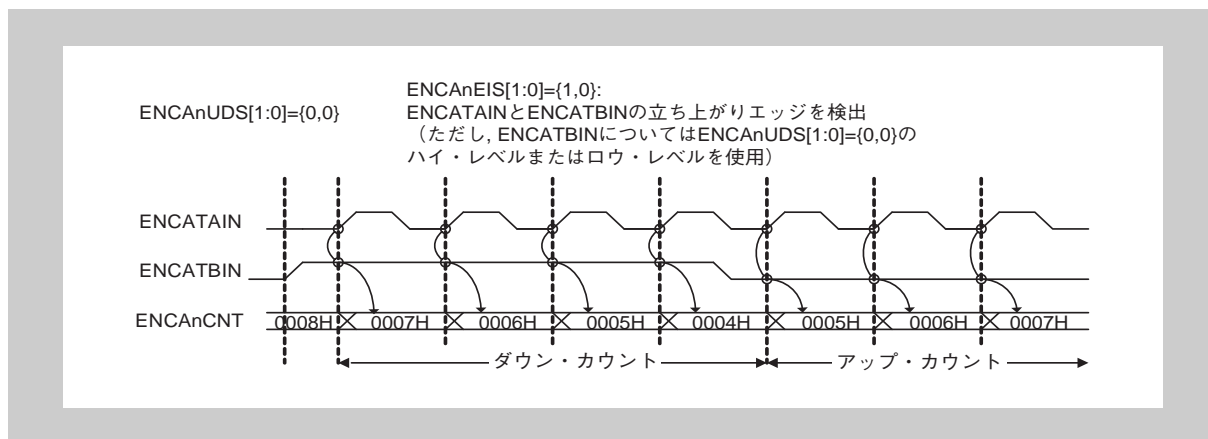 ENCAnUDS[1:0]={0,0}
ENCAnEIS[1:0]={1,0}:
ENCATAINとENCATBINの立ち上がりエッジを検出
（ただし, ENCATBINについてはENCAnUDS[1:0]={0,0}の
ハイ・レベルまたはロウ・レベルを使用）
ENCATAIN
ENCATBIN
ENCAnCNT 0008H 0007H 0006H 0005H 0004H 0005H 0006H 0007H
ダウン・カウント アップ・カウント